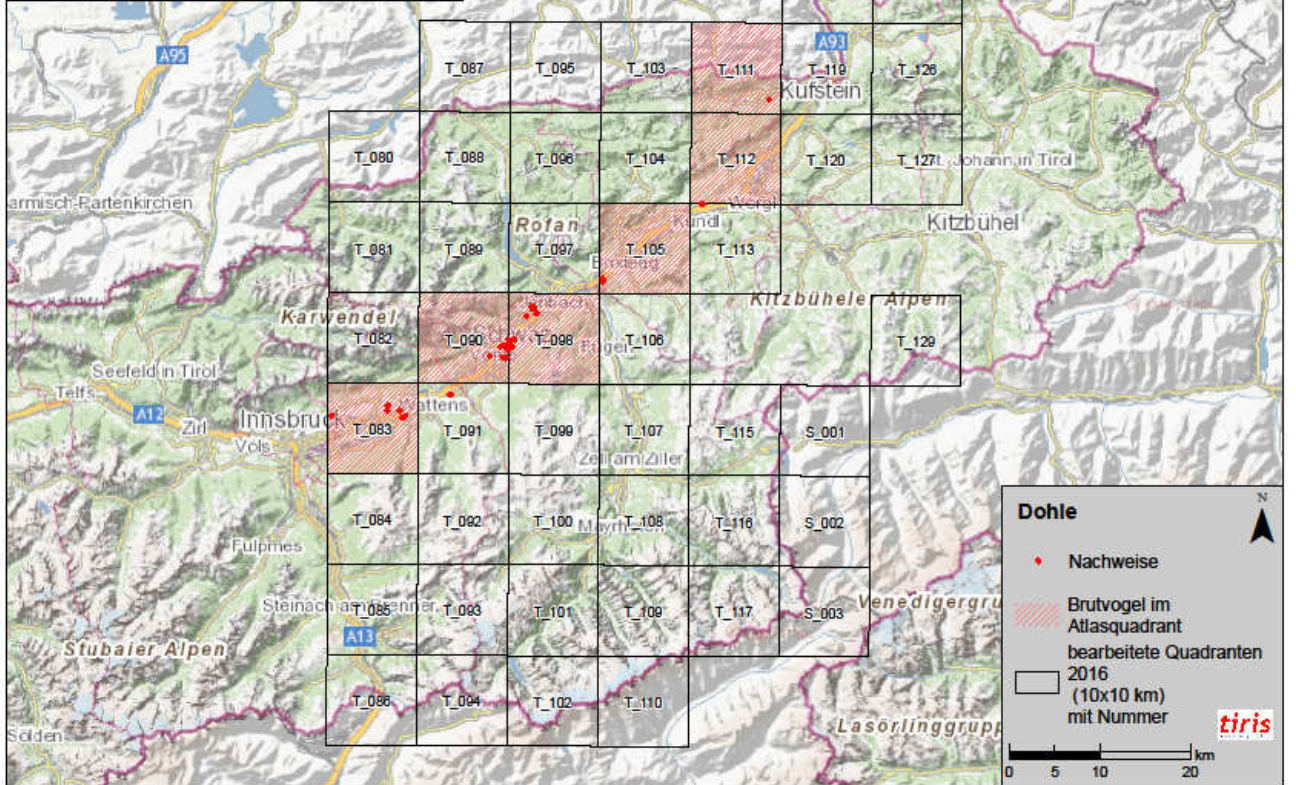 A95
A93
T_087
T_095
T_103
T_111
T_119
T_126
Kufstein
T_080
T_088
T_096
T_104
T_112
T_120
T_127
Johann in Tirol
armisch-Partenkirchen
Rofan
Kundl
Wörgl
Kitzbühel
T_081
T_089
T_097
T_105
T_113
Karwendel
Kitzbüheler Alpen
T_082
T_090
T_098
T_106
T_129
Fügen
Seefeld in Tirol
Telfs
A12
Zirl
Innsbruck
Völs
Wattens
T_083
T_091
T_099
T_107
T_115
S_001
Zell am Ziller
T_084
T_092
T_100
T_108
T_116
S_002
Fulpmes
Steinach am Brenner
T_085
T_093
T_101
T_109
T_117
S_003
Venedigergru
A13
Stubaier Alpen
T_086
T_094
T_102
T_110
Lasörlinggrupp
Sölden
Dohle
N
Nachweise
Brutvogel im
Atlasquadrant
bearbeitete Quadranten
2016
(10x10 km)
mit Nummer
tiris
km
0 5 10 20